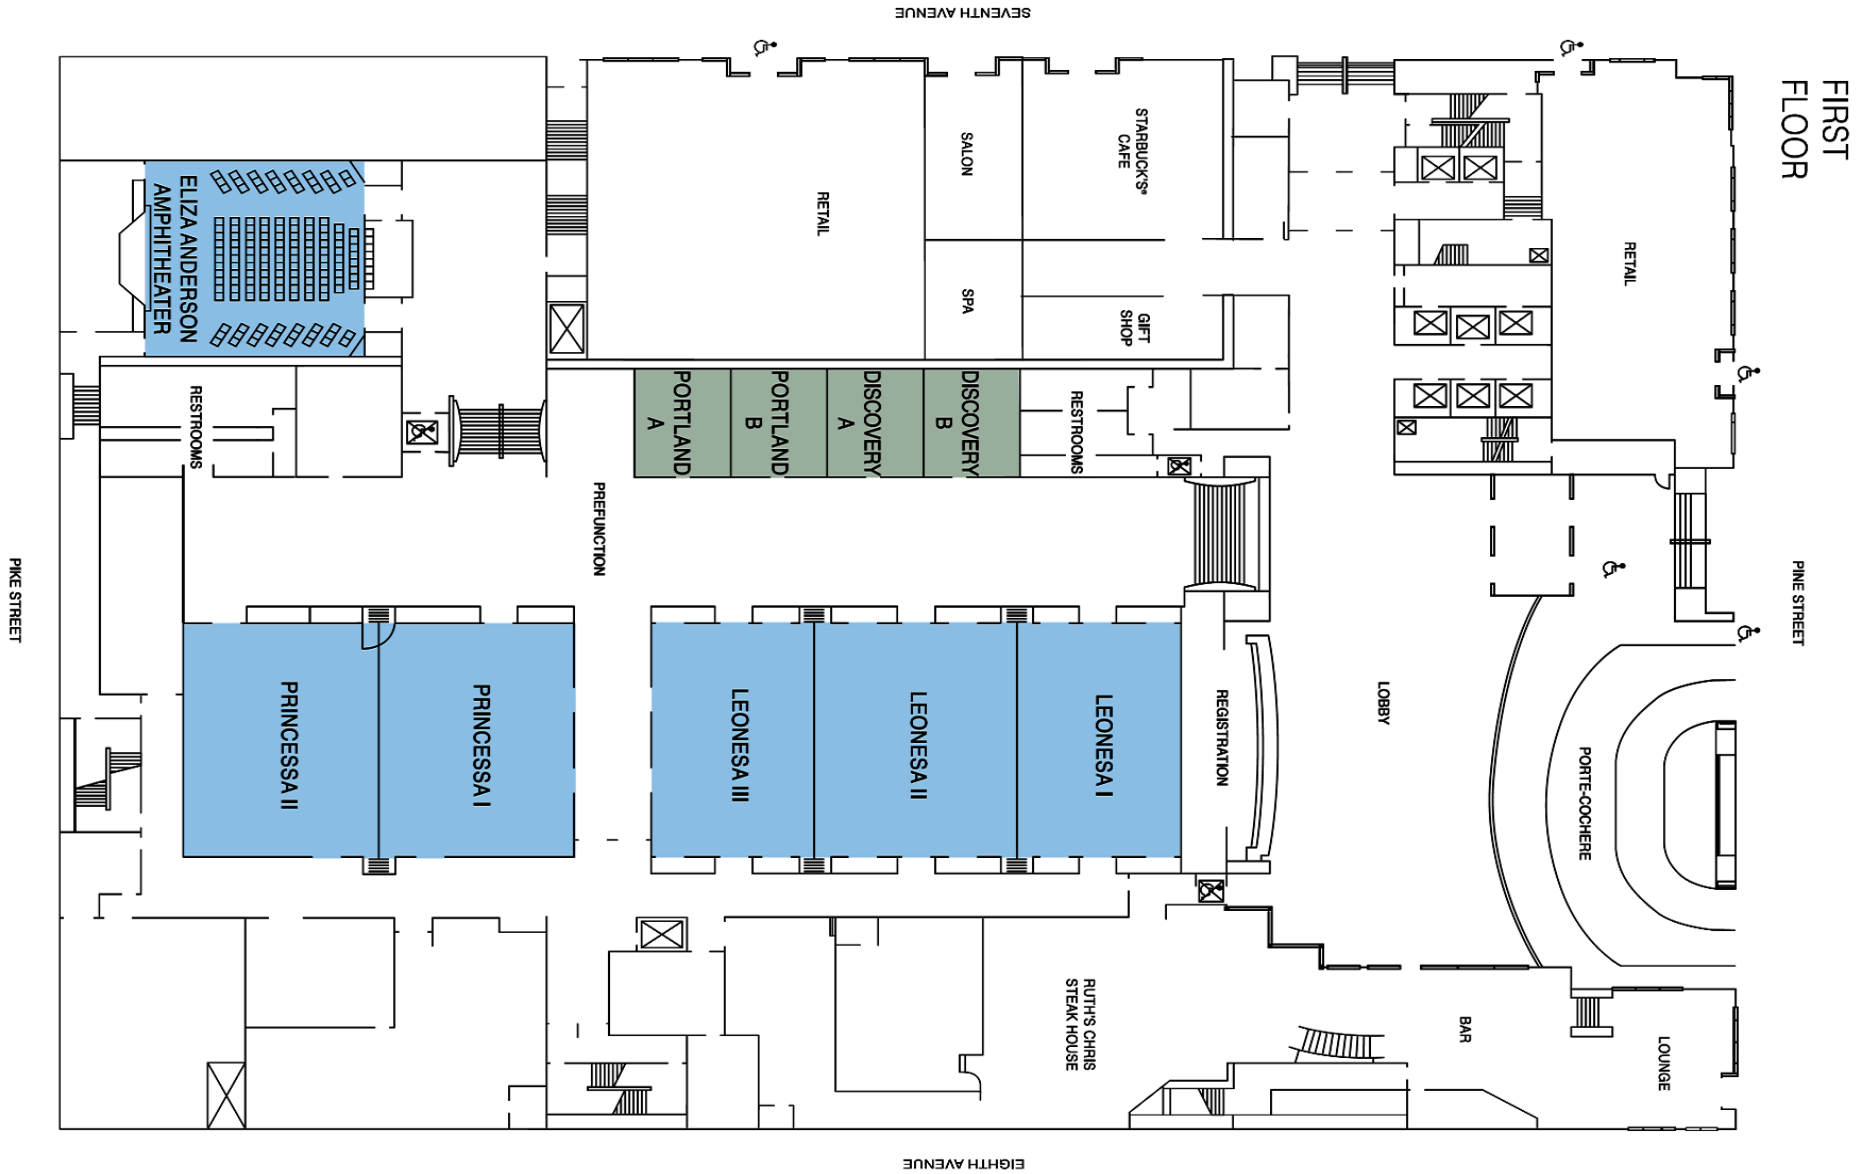 FIRST
FLOOR
SEVENTH AVENUE
STARBUCK'S®
CAFE
SALON
RETAIL
RETAIL
ELIZA ANDERSON
AMPHITHEATER
SPA
GIFT
SHOP
RESTROOMS
PORTLAND
A
PORTLAND
B
DISCOVERY
A
DISCOVERY
B
RESTROOMS
PREFUNCTION
PIKE STREET
PINE STREET
PRINCESSA II
PRINCESSA I
LEONESA III
LEONESA II
LEONESA I
REGISTRATION
LOBBY
PORTE-COCHERE
RUTH'S CHRIS
STEAK HOUSE
BAR
LOUNGE
EIGHTH AVENUE